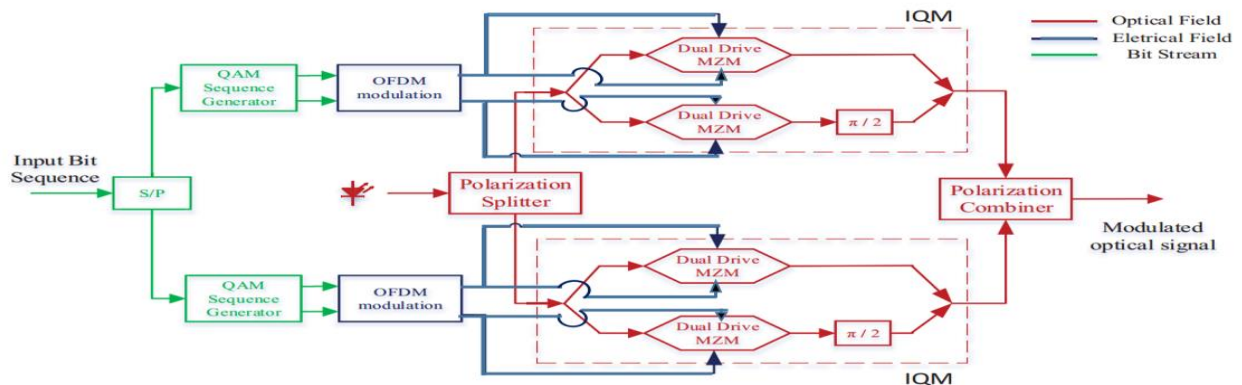 IQM
Optical Field
Eletrical Field
Bit Stream
QAM
Sequence
Generator
OFDM
modulation
Dual Drive
MZM
Dual Drive
MZM
π / 2
Input Bit
Sequence
S/P
Polarization
Splitter
Polarization
Combiner
Modulated
optical signal
QAM
Sequence
Generator
OFDM
modulation
Dual Drive
MZM
Dual Drive
MZM
π / 2
IQM